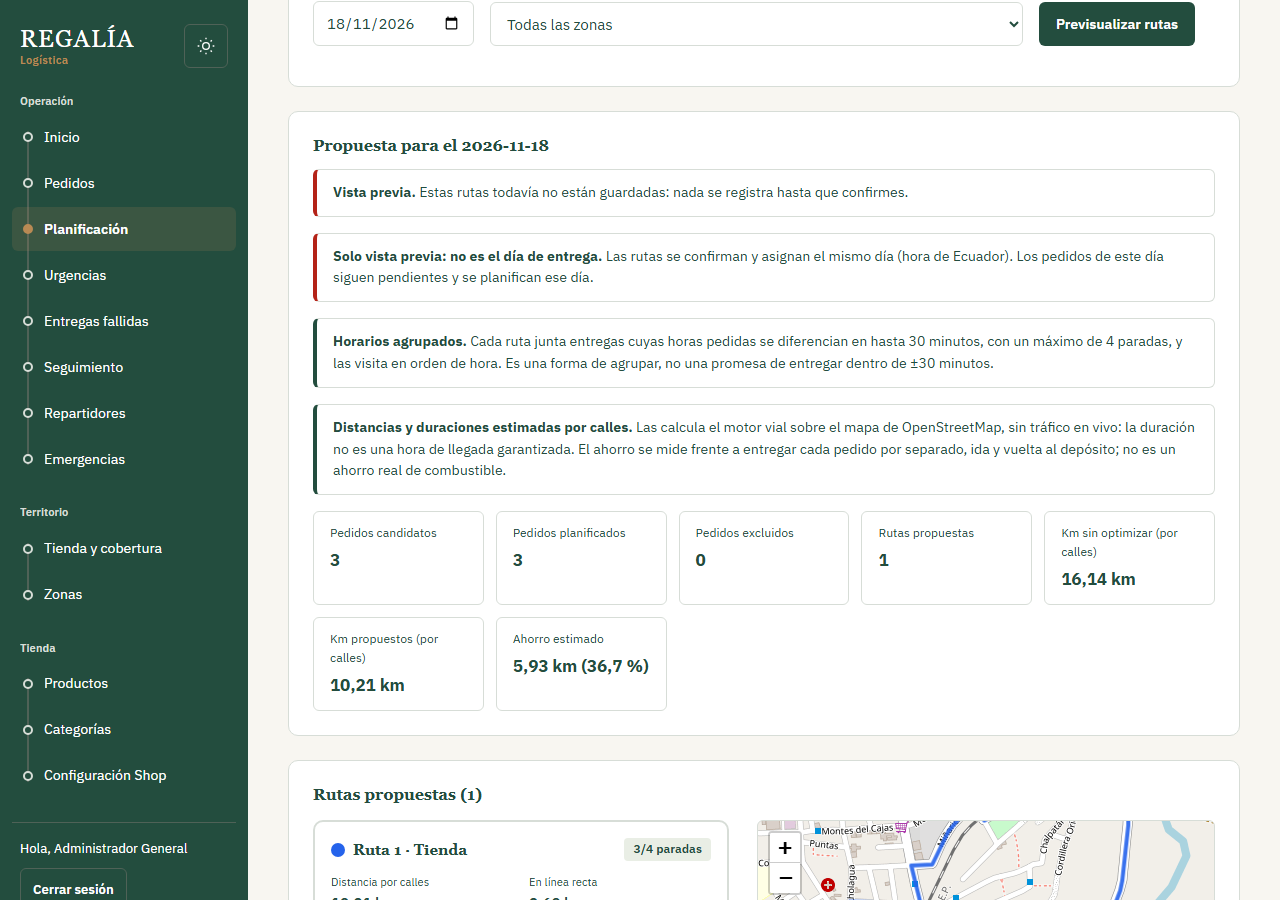 REGALÍA
Logística
Operación
Inicio
Pedidos
Planificación
Urgencias
Entregas fallidas
Seguimiento
Repartidores
Emergencias
Territorio
Tienda y cobertura
Zonas
Tienda
Productos
Categorías
Configuración Shop
Hola, Administrador General
Cerrar sesión
18/11/2026
Todas las zonas
Previsualizar rutas
Propuesta para el 2026-11-18
Vista previa. Estas rutas todavía no están guardadas: nada se registra hasta que confirmes.
Solo vista previa: no es el día de entrega. Las rutas se confirman y asignan el mismo día (hora de Ecuador). Los pedidos de este día
siguen pendientes y se planifican ese día.
Horarios agrupados. Cada ruta junta entregas cuyas horas pedidas se diferencian en hasta 30 minutos, con un máximo de 4 paradas, y
las visita en orden de hora. Es una forma de agrupar, no una promesa de entregar dentro de ±30 minutos.
Distancias y duraciones estimadas por calles. Las calcula el motor vial sobre el mapa de OpenStreetMap, sin tráfico en vivo: la duración
no es una hora de llegada garantizada. El ahorro se mide frente a entregar cada pedido por separado, ida y vuelta al depósito; no es un
ahorro real de combustible.
Pedidos candidatos
3
Pedidos planificados
3
Pedidos excluidos
0
Rutas propuestas
1
Km sin optimizar (por
calles)
16,14 km
Km propuestos (por
calles)
10,21 km
Ahorro estimado
5,93 km (36,7 %)
Rutas propuestas (1)
Ruta 1 · Tienda
3/4 paradas
Distancia por calles
En línea recta
+
−
Montes del Cajas
Puntas